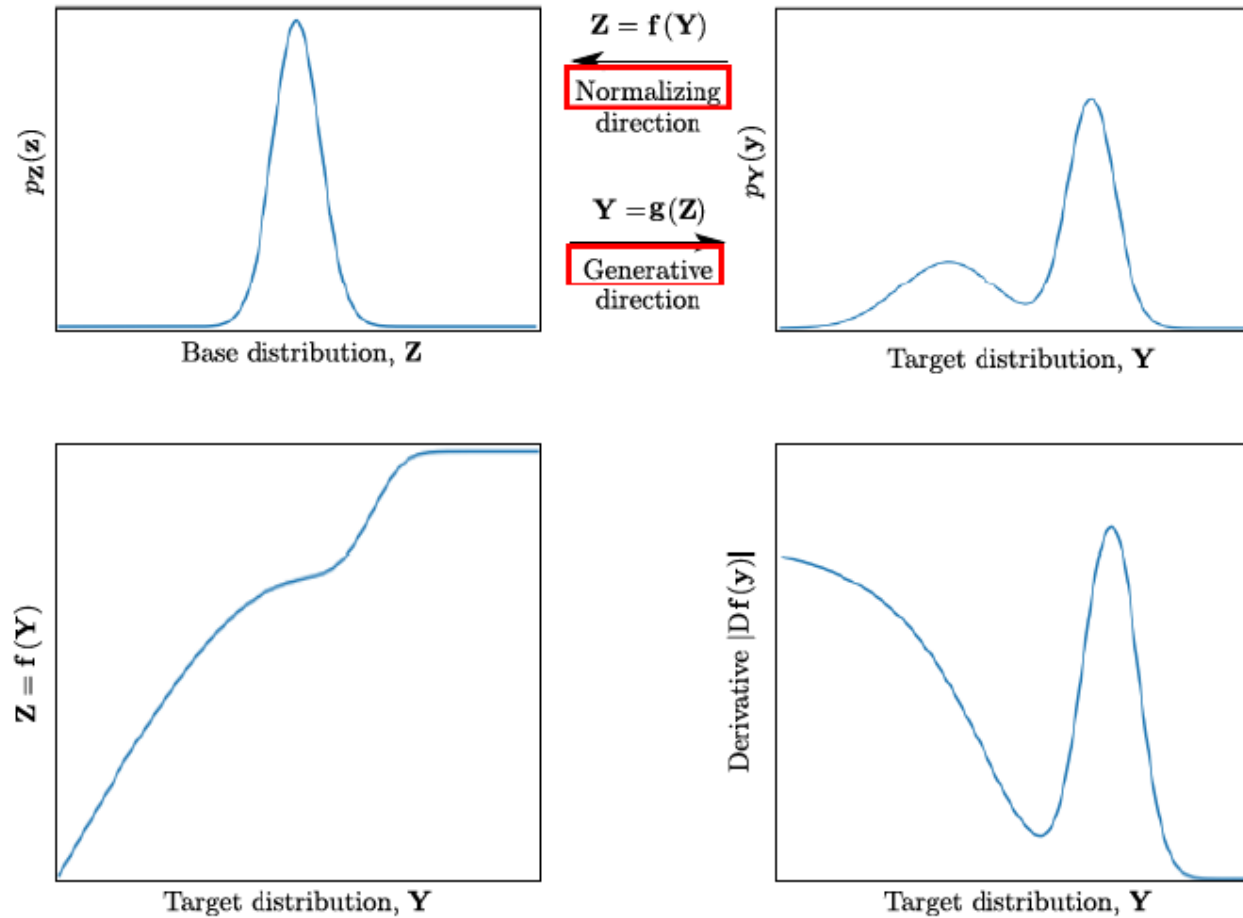 p_Z(z)
Base distribution, Z
Z = f(Y)
Normalizing
direction
Y = g(Z)
Generative
direction
p_Y(y)
Target distribution, Y
Z = f(Y)
Target distribution, Y
Derivative |Df(y)|
Target distribution, Y